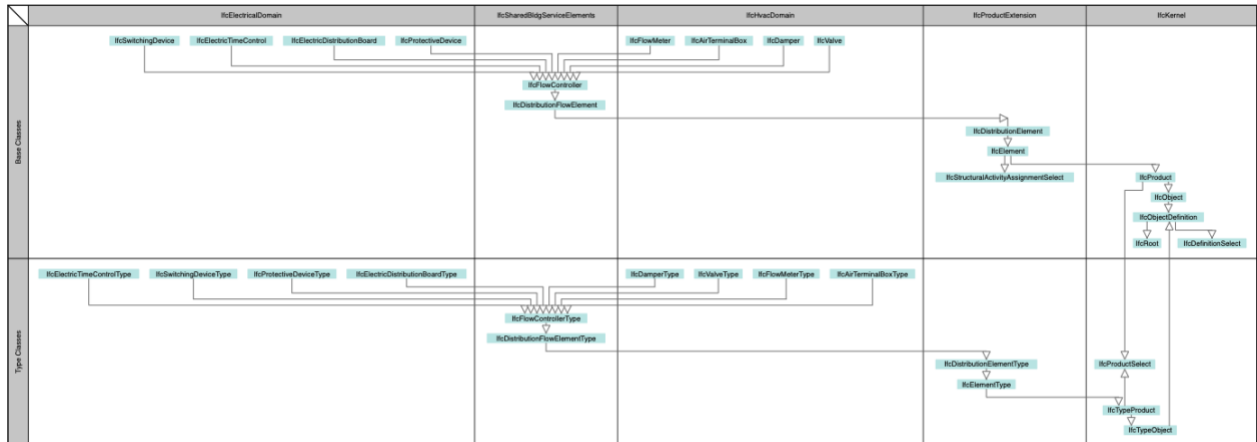 IfcElectricalDomain
IfcSharedBldgServiceElements
IfcHvacDomain
IfcProductExtension
IfcKernel
Base Classes
IfcSwitchingDevice
IfcElectricTimeControl
IfcElectricDistributionBoard
IfcProtectiveDevice
IfcFlowMeter
IfcAirTerminalBox
IfcDamper
IfcValve
IfcFlowController
IfcDistributionFlowElement
IfcDistributionElement
IfcElement
IfcStructuralActivityAssignmentSelect
IfcProduct
IfcObject
IfcObjectDefinition
IfcRoot
IfcDefinitionSelect
Type Classes
IfcElectricTimeControlType
IfcSwitchingDeviceType
IfcProtectiveDeviceType
IfcElectricDistributionBoardType
IfcDamperType
IfcValveType
IfcFlowMeterType
IfcAirTerminalBoxType
IfcFlowControllerType
IfcDistributionFlowElementType
IfcDistributionElementType
IfcProductSelect
IfcElementType
IfcTypeProduct
IfcTypeObject